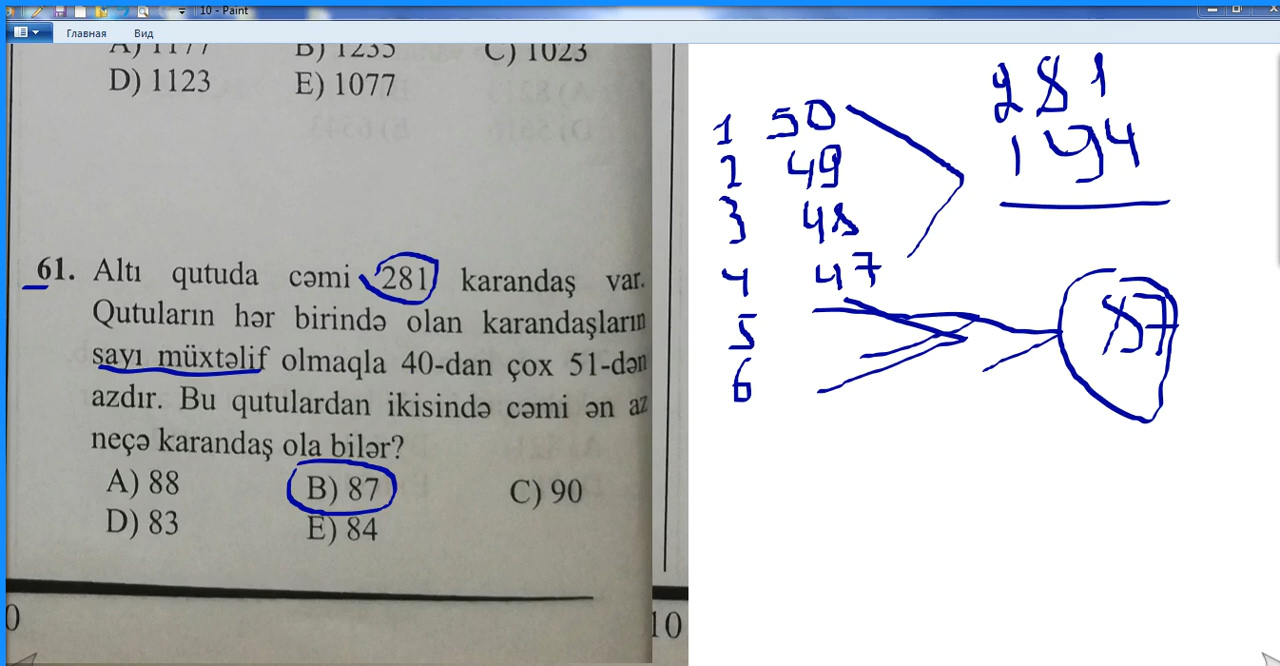 10 - Paint
Главная Вид
A) 1177 B) 1235 C) 1023
D) 1123 E) 1077
61. Altı qutuda cəmi 281 karandaş var.
Qutuların hər birində olan karandaşların
sayı müxtəlif olmaqla 40-dan çox 51-dən
azdır. Bu qutulardan ikisində cəmi ən az
neçə karandaş ola bilər?
A) 88 B) 87 C) 90
D) 83 E) 84
0
10
1 50
2 49
3 48
4 47
5
6
281
194
87